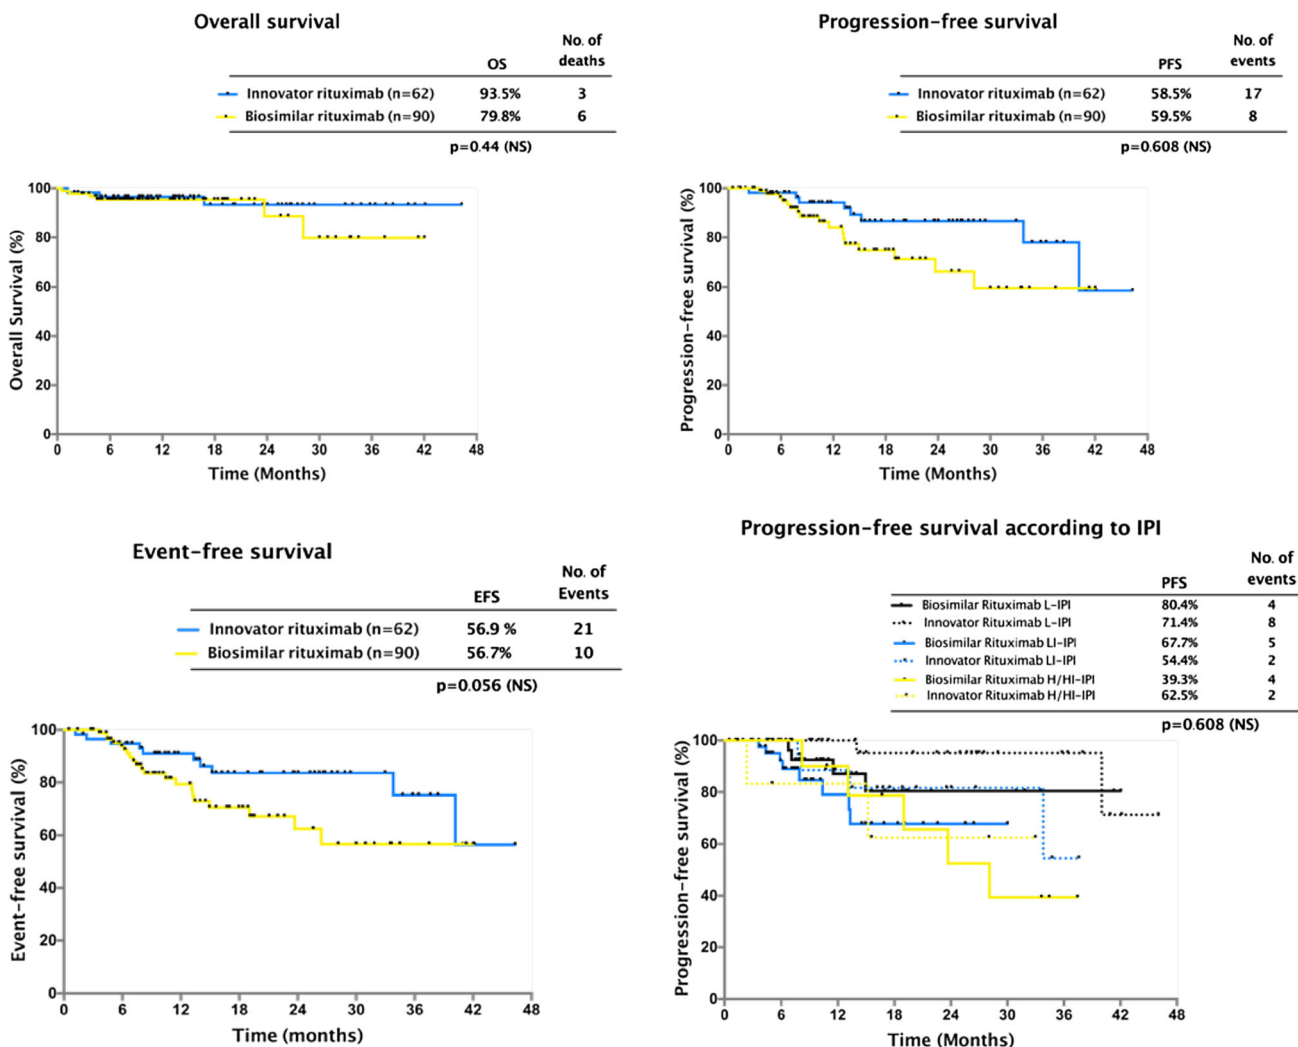 Overall survival
No. of
deaths
OS
Innovator rituximab (n=62) 93.5% 3
Biosimilar rituximab (n=90) 79.8% 6
p=0.44 (NS)
Overall Survival (%)
100
80
60
40
20
0
0 6 12 18 24 30 36 42 48
Time (Months)
Progression-free survival
No. of
events
PFS
Innovator rituximab (n=62) 58.5% 17
Biosimilar rituximab (n=90) 59.5% 8
p=0.608 (NS)
Progression-free survival (%)
100
80
60
40
20
0
0 6 12 18 24 30 36 42 48
Time (Months)
Event-free survival
No. of
Events
EFS
Innovator rituximab (n=62) 56.9 % 21
Biosimilar rituximab (n=90) 56.7% 10
p=0.056 (NS)
Event-free survival (%)
100
80
60
40
20
0
0 6 12 18 24 30 36 42 48
Time (months)
Progression-free survival according to IPI
No. of
events
PFS
Biosimilar Rituximab L-IPI 80.4% 4
Innovator Rituximab L-IPI 71.4% 8
Biosimilar Rituximab LI-IPI 67.7% 5
Innovator Rituximab LI-IPI 54.4% 2
Biosimilar Rituximab H/HI-IPI 39.3% 4
Innovator Rituximab H/HI-IPI 62.5% 2
p=0.608 (NS)
Progression-free survival (%)
100
80
60
40
20
0
0 6 12 18 24 30 36 42 48
Time (Months)